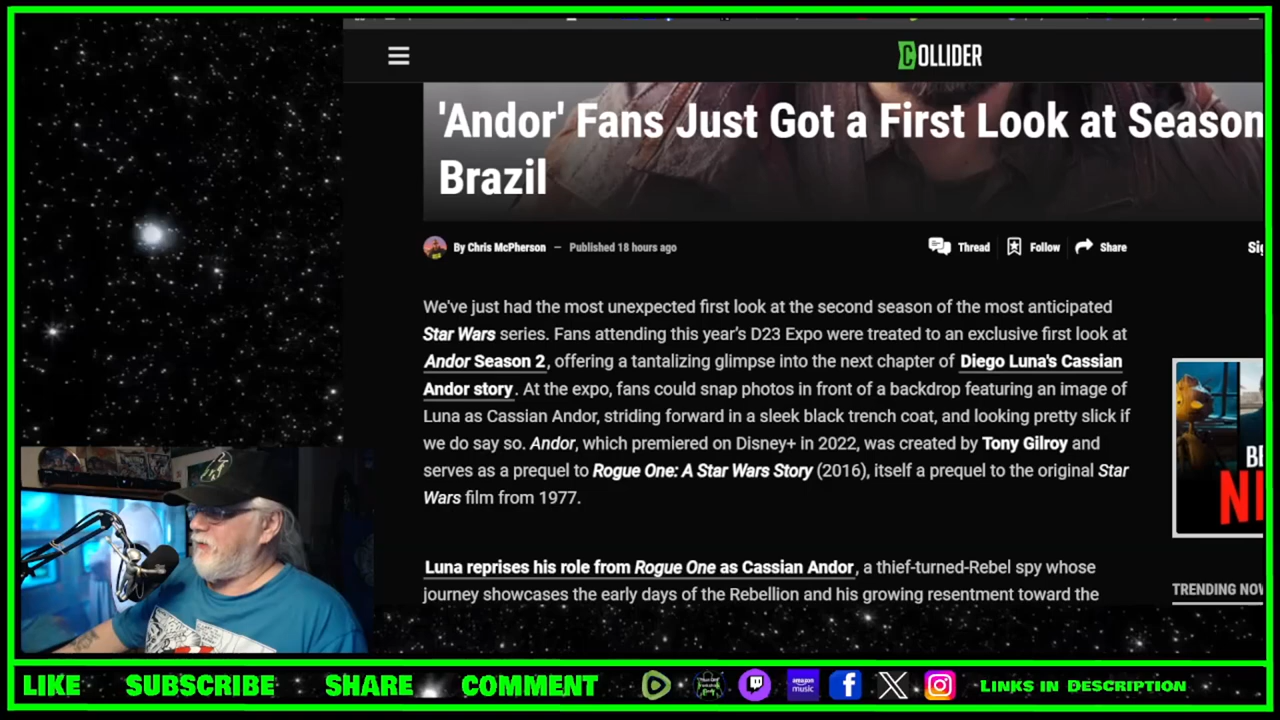 COLLIDER
'Andor' Fans Just Got a First Look at Season
Brazil
By Chris McPherson — Published 18 hours ago
Thread
Follow
Share
We've just had the most unexpected first look at the second season of the most anticipated
Star Wars series. Fans attending this year's D23 Expo were treated to an exclusive first look at
Andor Season 2, offering a tantalizing glimpse into the next chapter of Diego Luna's Cassian
Andor story. At the expo, fans could snap photos in front of a backdrop featuring an image of
Luna as Cassian Andor, striding forward in a sleek black trench coat, and looking pretty slick if
we do say so. Andor, which premiered on Disney+ in 2022, was created by Tony Gilroy and
serves as a prequel to Rogue One: A Star Wars Story (2016), itself a prequel to the original Star
Wars film from 1977.
Luna reprises his role from Rogue One as Cassian Andor, a thief-turned-Rebel spy whose
journey showcases the early days of the Rebellion and his growing resentment toward the
TRENDING
LIKE SUBSCRIBE SHARE COMMENT amazon music LINKS IN DESCRIPTION